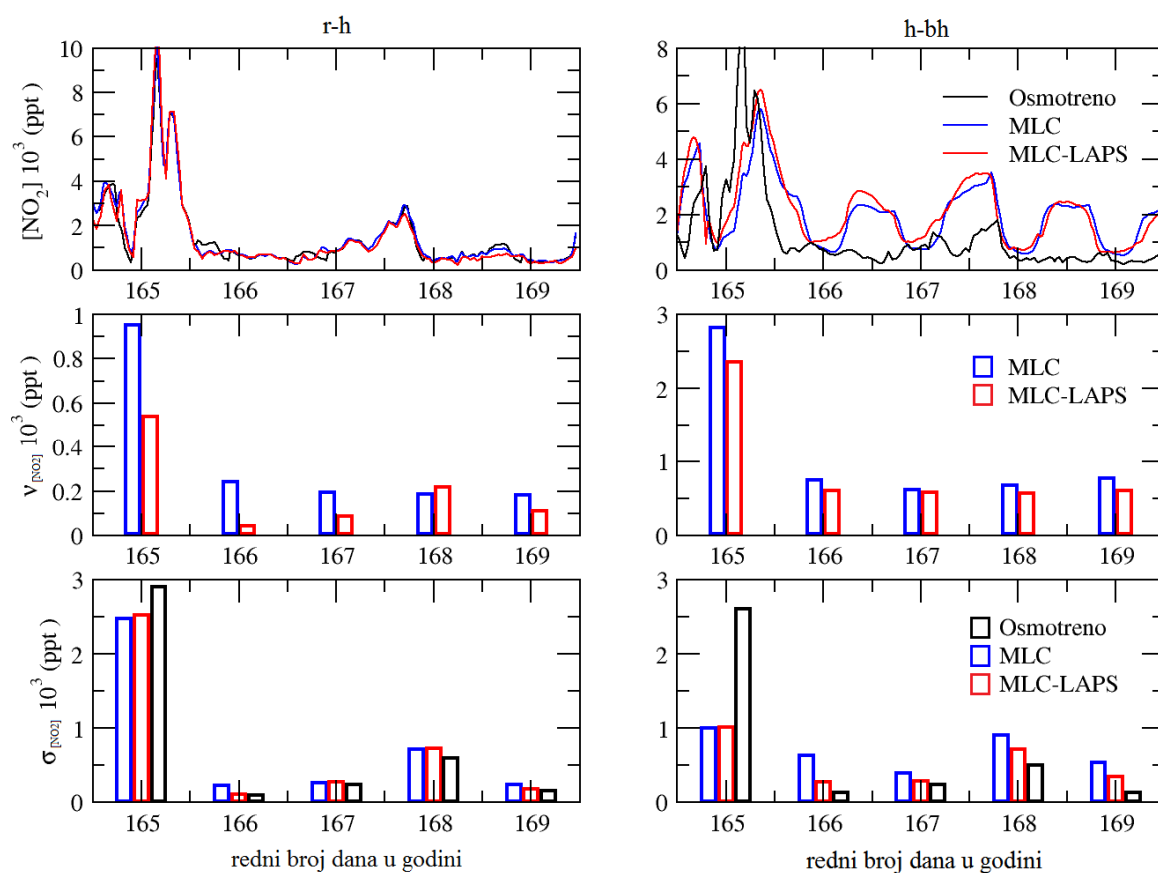 r-h
h-bh
10
8
6
4
2
0
[NO₂] 10³ (ppt)
165 166 167 168 169
8
6
4
2
0
Osmotreno
MLC
MLC-LAPS
165 166 167 168 169
1
0.8
0.6
0.4
0.2
0
ν[NO2] 10³ (ppt )
165 166 167 168 169
3
2
1
0
MLC
MLC-LAPS
165 166 167 168 169
3
2
1
0
σ[NO2] 10³ (ppt)
165 166 167 168 169
redni broj dana u godini
3
2
1
0
Osmotreno
MLC
MLC-LAPS
165 166 167 168 169
redni broj dana u godini